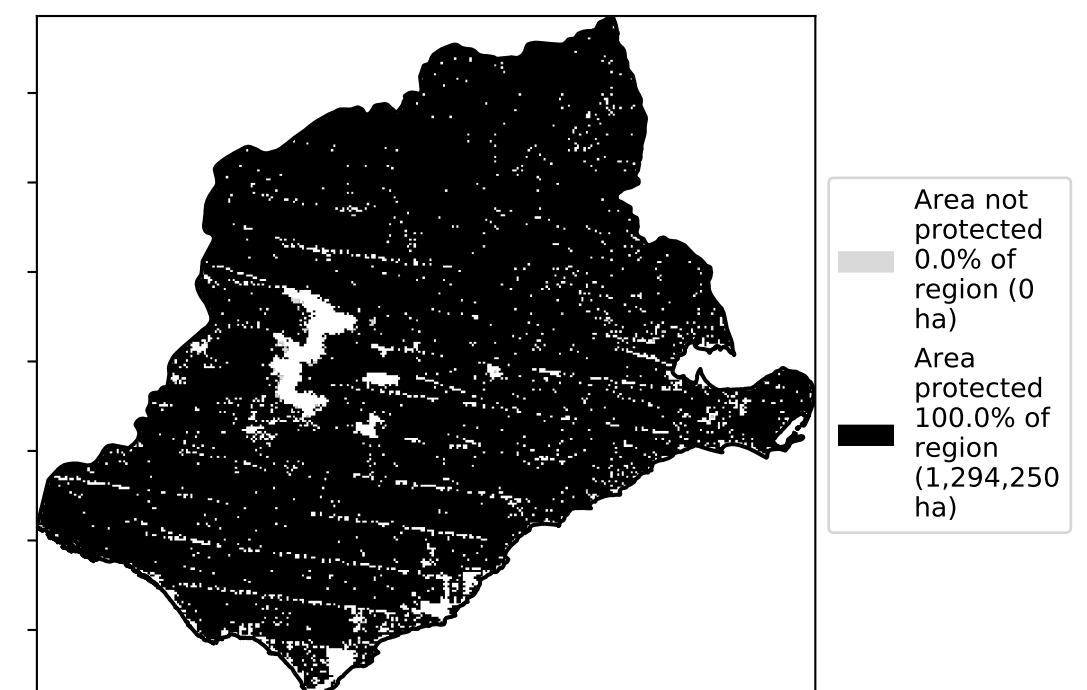 Area not
protected
0.0% of
region (0
ha)
Area
protected
100.0% of
region
(1,294,250
ha)